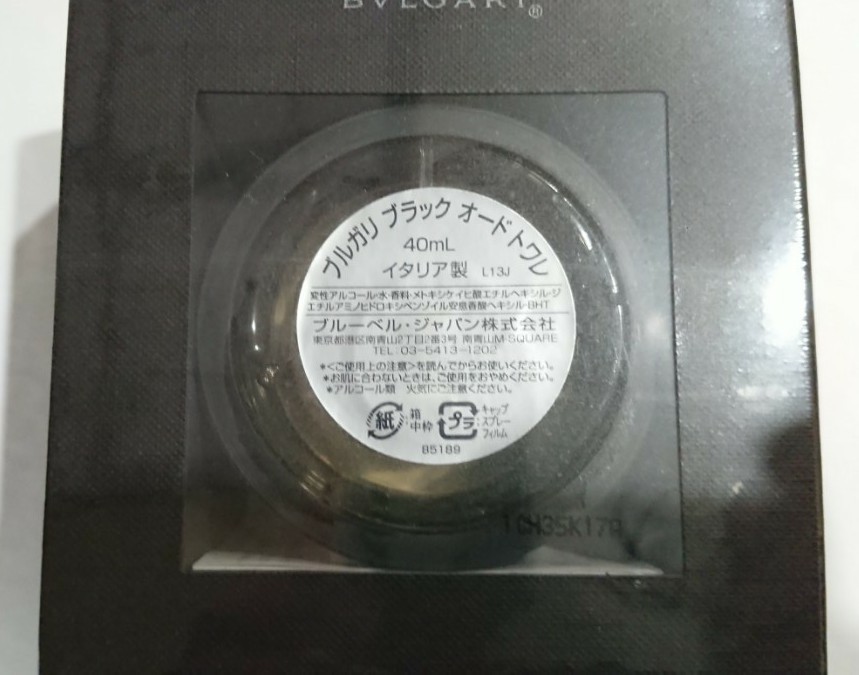 BVLGARI®
ブルガリ ブラック オード トワレ
40mL
イタリア製 L13J
変性アルコール・水・香料・メトキシケイヒ酸エチルヘキシル・ジ
エチルアミノヒドロキシベンゾイル安息香酸ヘキシル・BHT
ブルーベル・ジャパン株式会社
東京都港区南青山2丁目2番3号 南青山M-SQUARE
TEL:03-5413-1202
*<ご使用上の注意>を読んでからお使いください。
*お肌に合わないときは、ご使用をおやめください。
*アルコール類 火気にご注意ください。
紙 :箱 中枠
プラ :キャップ スプレー フィルム
85189
1CH35K17P